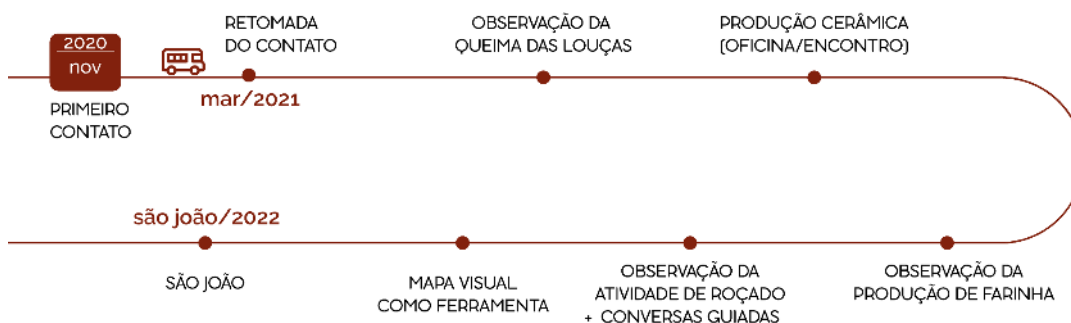 2020
nov
PRIMEIRO
CONTATO
RETOMADA
DO CONTATO
mar/2021
OBSERVAÇÃO DA
QUEIMA DAS LOUÇAS
PRODUÇÃO CERÂMICA
(OFICINA/ENCONTRO)
OBSERVAÇÃO DA
PRODUÇÃO DE FARINHA
OBSERVAÇÃO DA
ATIVIDADE DE ROÇADO
+ CONVERSAS GUIADAS
MAPA VISUAL
COMO FERRAMENTA
são joão/2022
SÃO JOÃO